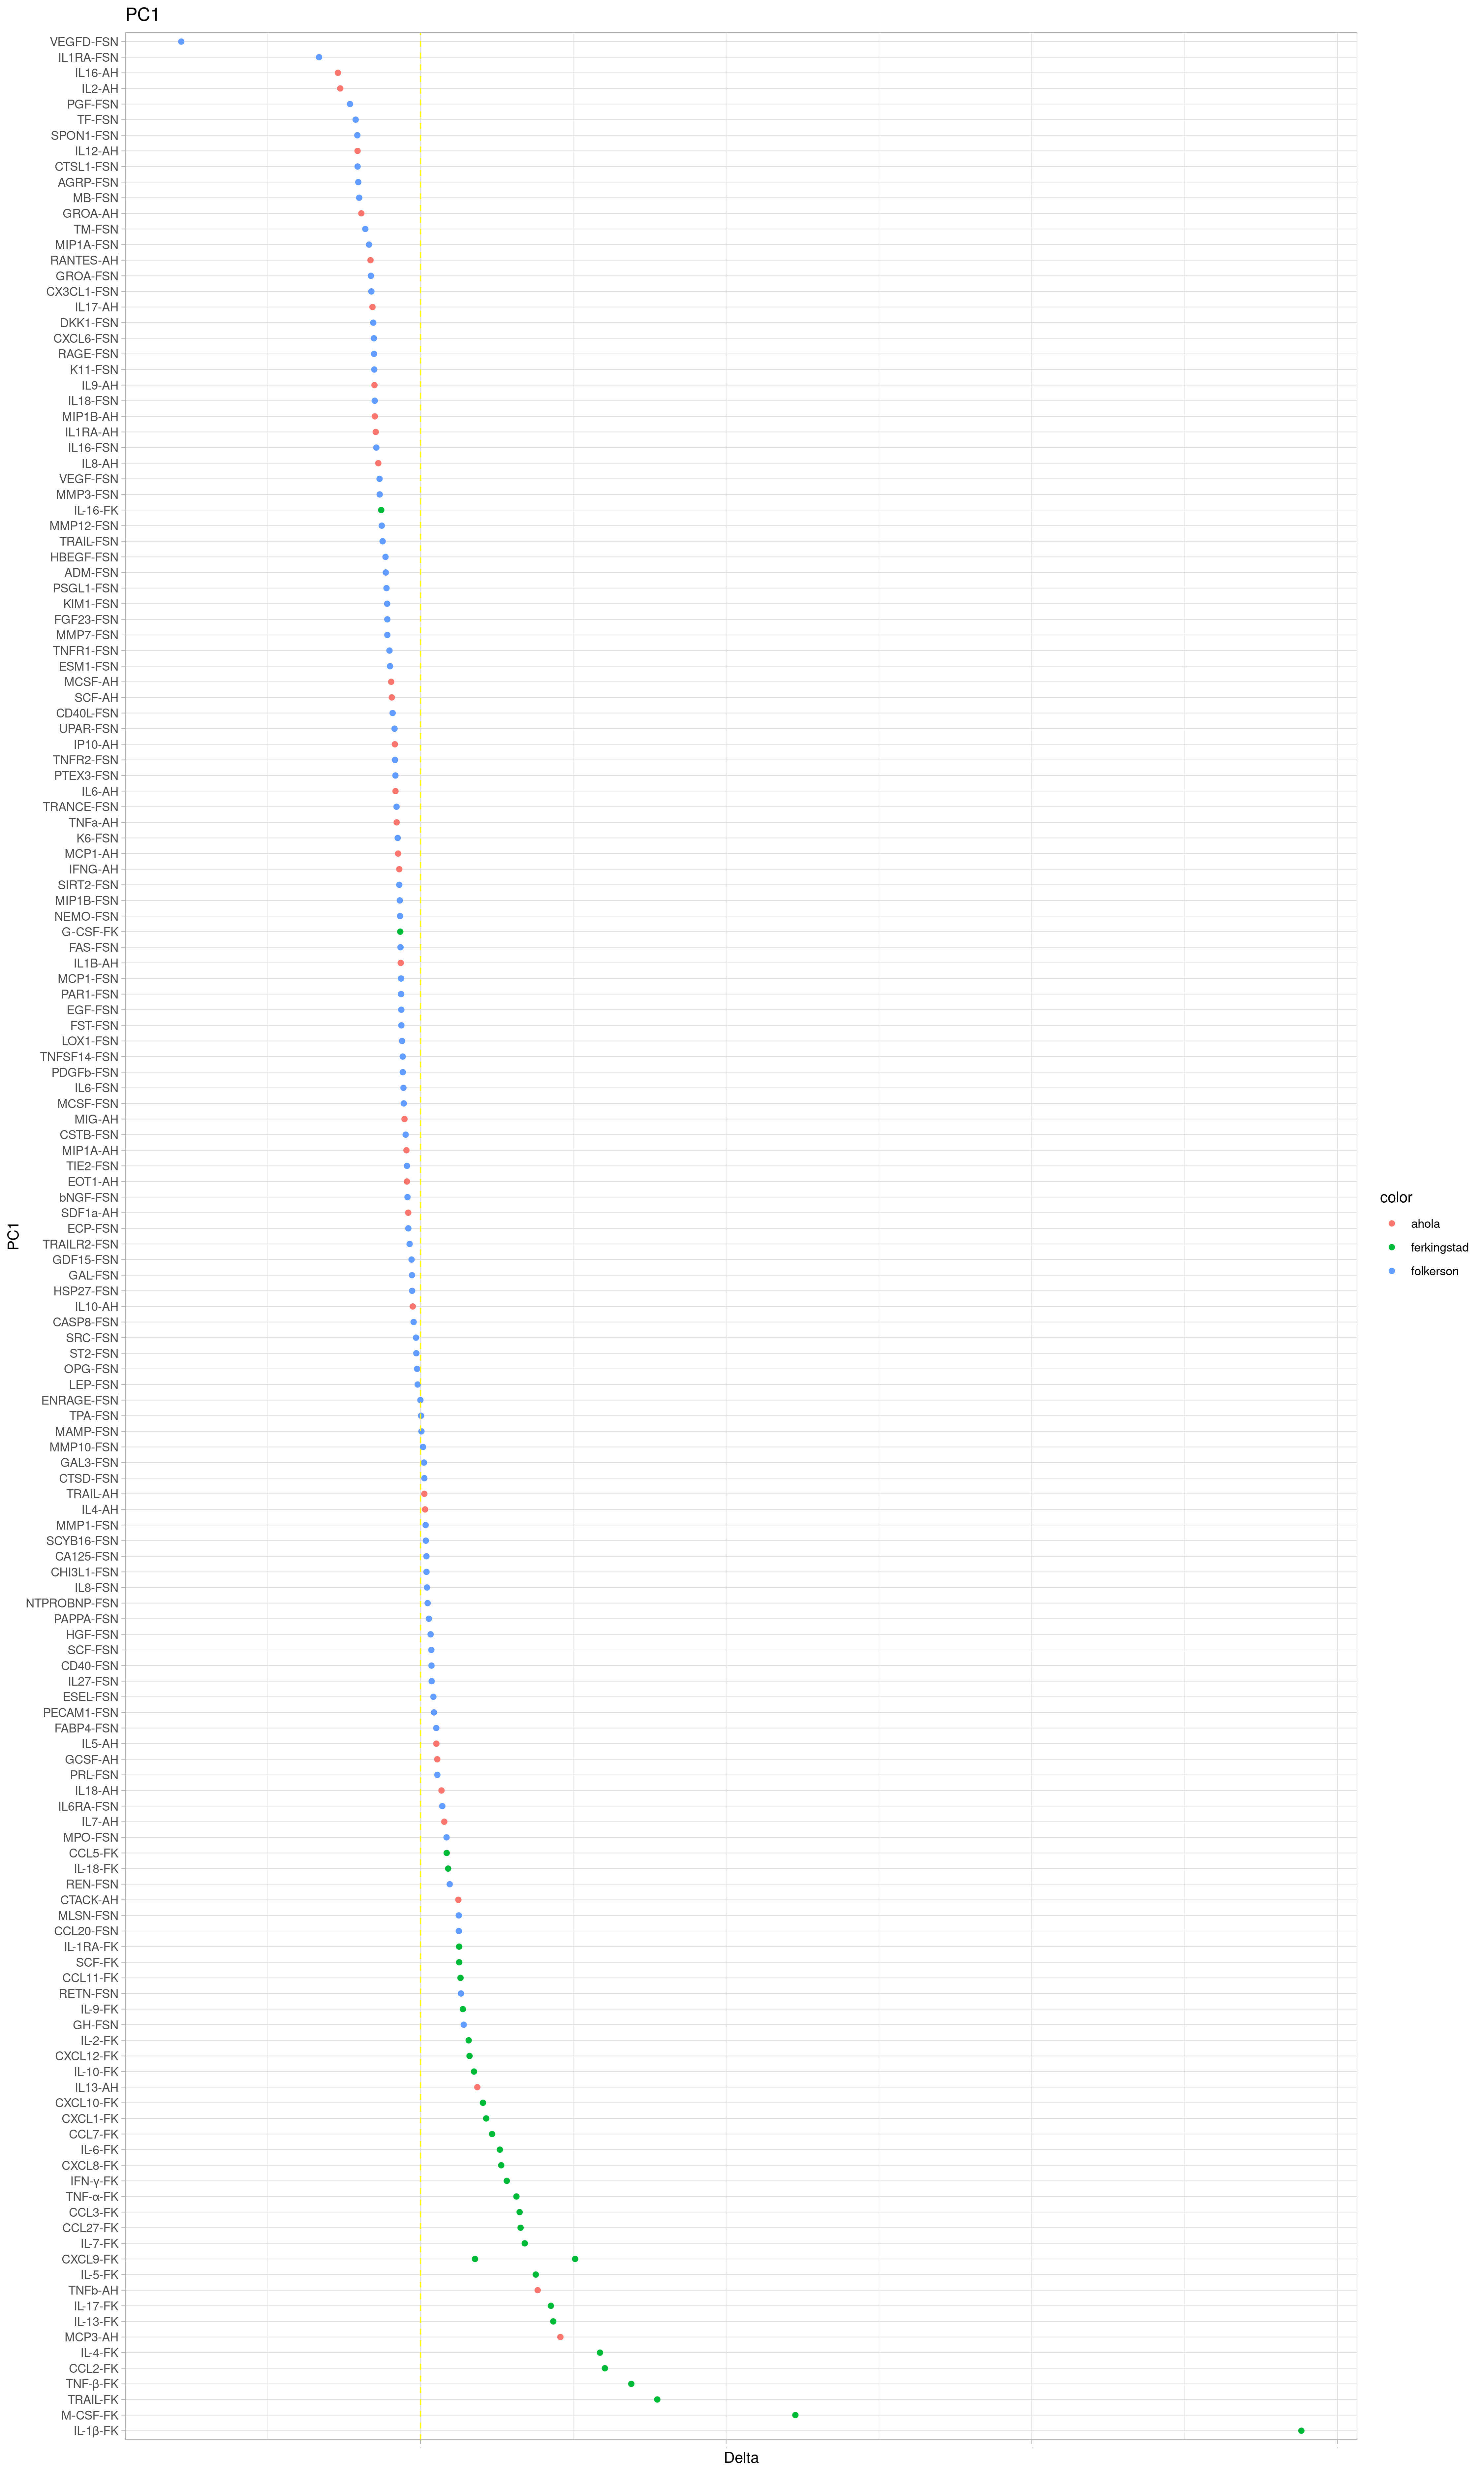 PC1
VEGFD-FSN
IL1RA-FSN
IL16-AH
IL2-AH
PGF-FSN
TF-FSN
SPON1-FSN
IL12-AH
CTSL1-FSN
AGRP-FSN
MB-FSN
GROA-AH
TM-FSN
MIP1A-FSN
RANTES-AH
GROA-FSN
CX3CL1-FSN
IL17-AH
DKK1-FSN
CXCL6-FSN
RAGE-FSN
K11-FSN
IL9-AH
IL18-FSN
MIP1B-AH
IL1RA-AH
IL16-FSN
IL8-AH
VEGF-FSN
MMP3-FSN
IL-16-FK
MMP12-FSN
TRAIL-FSN
HBEGF-FSN
ADM-FSN
PSGL1-FSN
KIM1-FSN
FGF23-FSN
MMP7-FSN
TNFR1-FSN
ESM1-FSN
MCSF-AH
SCF-AH
CD40L-FSN
UPAR-FSN
IP10-AH
TNFR2-FSN
PTEX3-FSN
IL6-AH
TRANCE-FSN
TNFa-AH
K6-FSN
MCP1-AH
IFNG-AH
SIRT2-FSN
MIP1B-FSN
NEMO-FSN
G-CSF-FK
FAS-FSN
IL1B-AH
MCP1-FSN
PAR1-FSN
EGF-FSN
FST-FSN
LOX1-FSN
TNFSF14-FSN
PDGFb-FSN
IL6-FSN
MCSF-FSN
MIG-AH
CSTB-FSN
MIP1A-AH
TIE2-FSN
EOT1-AH
bNGF-FSN
SDF1a-AH
ECP-FSN
TRAILR2-FSN
GDF15-FSN
GAL-FSN
HSP27-FSN
IL10-AH
CASP8-FSN
SRC-FSN
ST2-FSN
OPG-FSN
LEP-FSN
ENRAGE-FSN
TPA-FSN
MAMP-FSN
MMP10-FSN
GAL3-FSN
CTSD-FSN
TRAIL-AH
IL4-AH
MMP1-FSN
SCYB16-FSN
CA125-FSN
CHI3L1-FSN
IL8-FSN
NTPROBNP-FSN
PAPPA-FSN
HGF-FSN
SCF-FSN
CD40-FSN
IL27-FSN
ESEL-FSN
PECAM1-FSN
FABP4-FSN
IL5-AH
GCSF-AH
PRL-FSN
IL18-AH
IL6RA-FSN
IL7-AH
MPO-FSN
CCL5-FK
IL-18-FK
REN-FSN
CTACK-AH
MLSN-FSN
CCL20-FSN
IL-1RA-FK
SCF-FK
CCL11-FK
RETN-FSN
IL-9-FK
GH-FSN
IL-2-FK
CXCL12-FK
IL-10-FK
IL13-AH
CXCL10-FK
CXCL1-FK
CCL7-FK
IL-6-FK
CXCL8-FK
IFN-γ-FK
TNF-α-FK
CCL3-FK
CCL27-FK
IL-7-FK
CXCL9-FK
IL-5-FK
TNFb-AH
IL-17-FK
IL-13-FK
MCP3-AH
IL-4-FK
CCL2-FK
TNF-β-FK
TRAIL-FK
M-CSF-FK
IL-1β-FK
PC1
Delta
color
ahola
ferkingstad
folkerson